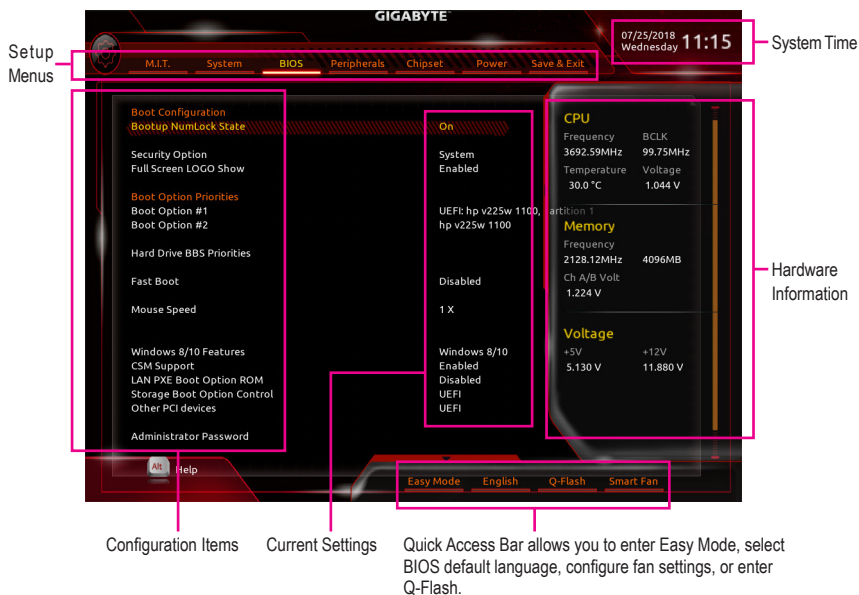 GIGABYTE™
07/25/2018
Wednesday 11:15
System Time
Setup
Menus
M.I.T. System BIOS Peripherals Chipset Power Save & Exit
Boot Configuration
Bootup NumLock State On
Security Option System
Full Screen LOGO Show Enabled
Boot Option Priorities
Boot Option #1 UEFI: hp v225w 1100, partition 1
Boot Option #2 hp v225w 1100
Hard Drive BBS Priorities
Fast Boot Disabled
Mouse Speed 1 X
Windows 8/10 Features Windows 8/10
CSM Support Enabled
LAN PXE Boot Option ROM Disabled
Storage Boot Option Control UEFI
Other PCI devices UEFI
Administrator Password
CPU
Frequency BCLK
3692.59MHz 99.75MHz
Temperature Voltage
30.0 °C 1.044 V
Memory
Frequency
2128.12MHz 4096MB
Ch A/B Volt
1.224 V
Voltage
+5V +12V
5.130 V 11.880 V
Hardware
Information
Alt Help
Easy Mode English Q-Flash Smart Fan
Configuration Items
Current Settings
Quick Access Bar allows you to enter Easy Mode, select
BIOS default language, configure fan settings, or enter
Q-Flash.